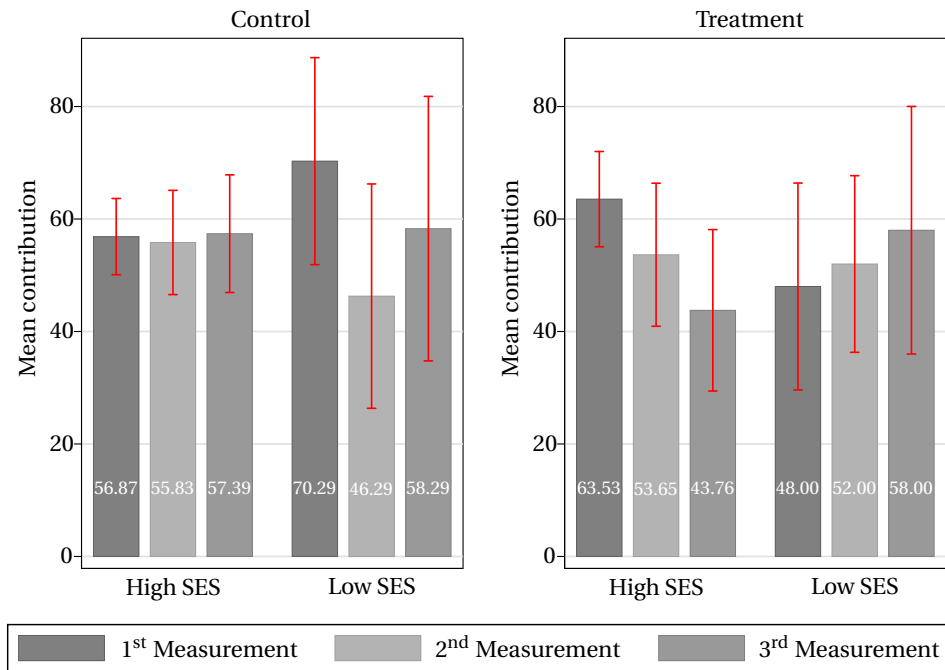 Control
Mean contribution
80
60
40
20
0
56.87
55.83
57.39
70.29
46.29
58.29
High SES
Low SES
Treatment
Mean contribution
80
60
40
20
0
63.53
53.65
43.76
48.00
52.00
58.00
High SES
Low SES
1st Measurement
2nd Measurement
3rd Measurement